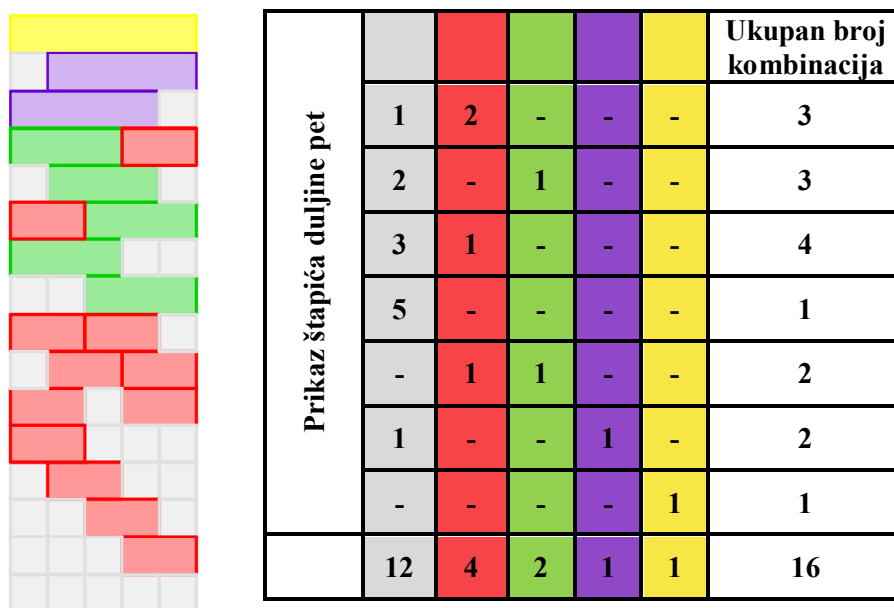 Ukupan broj
kombinacija
Prikaz štapića duljine pet
1 2 - - - 3
2 - 1 - - 3
3 1 - - - 4
5 - - - - 1
- 1 1 - - 2
1 - - 1 - 2
- - - - 1 1
12 4 2 1 1 16